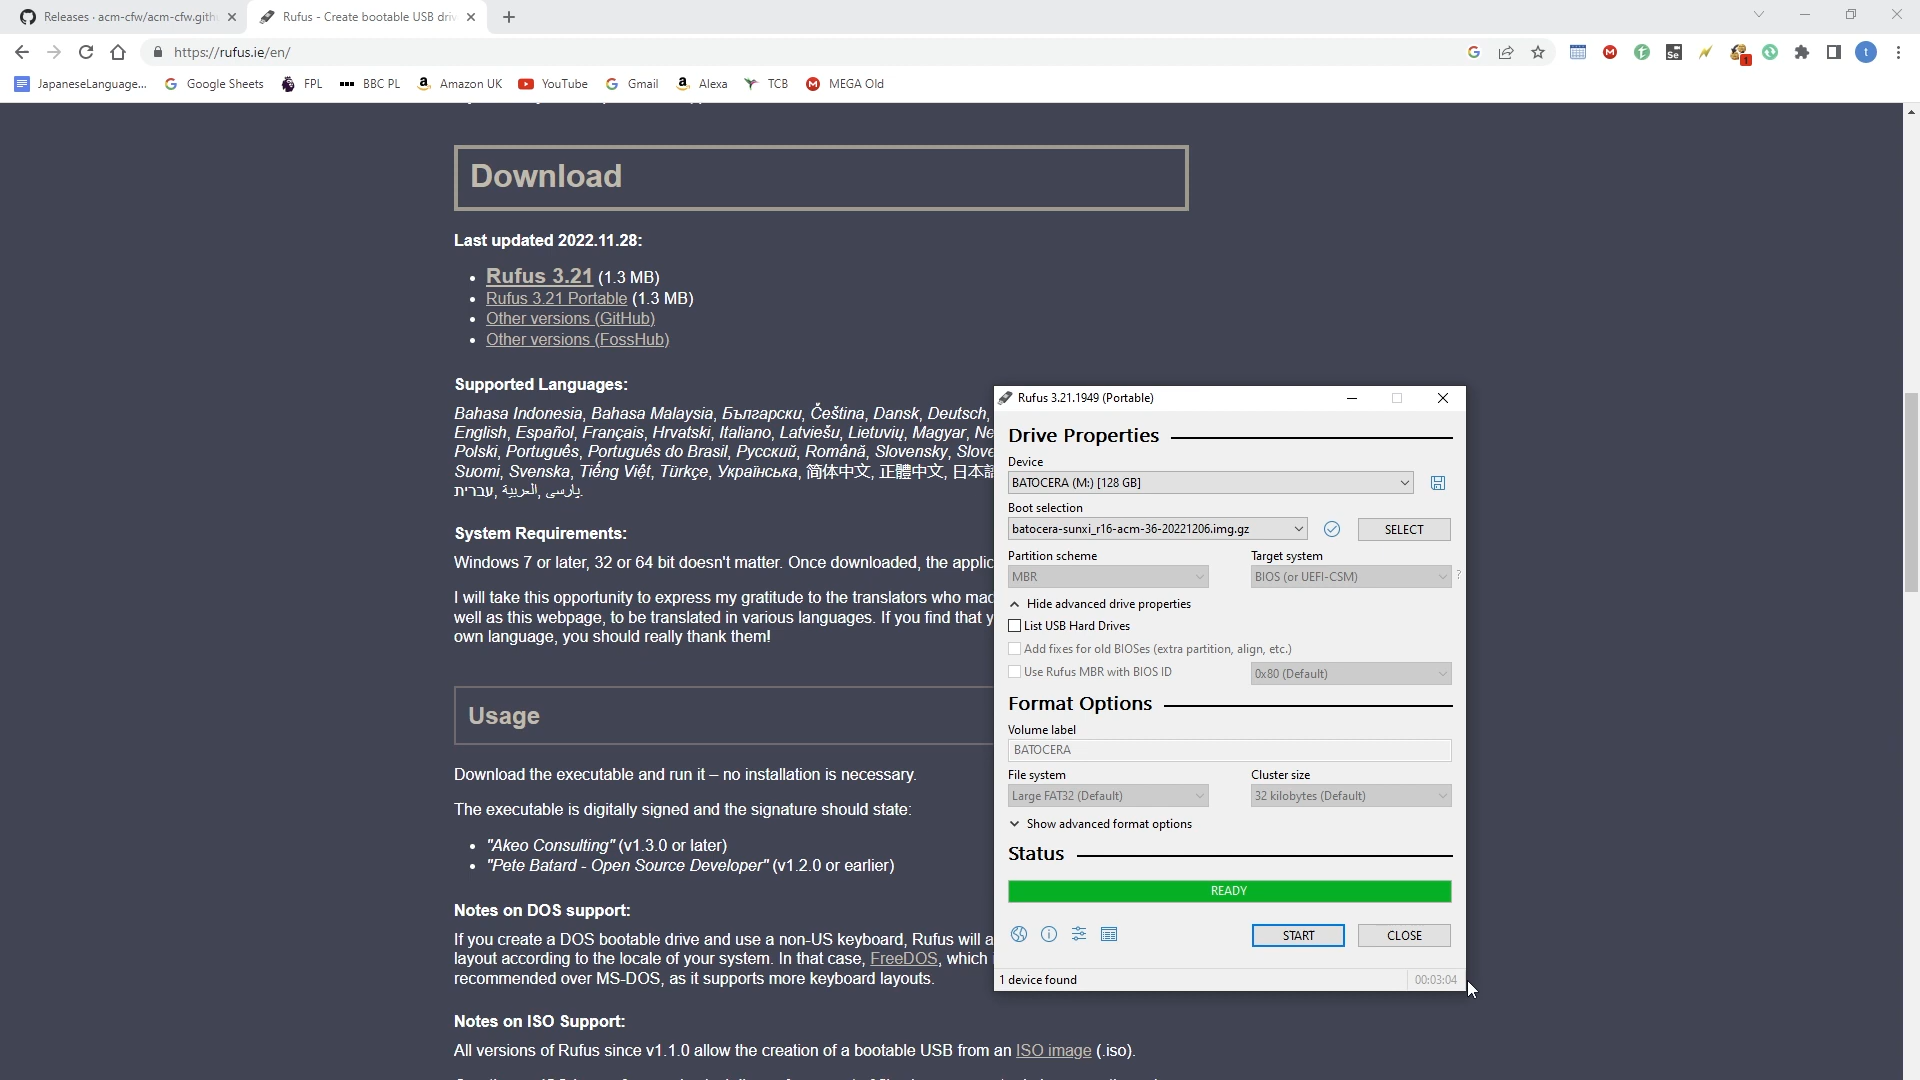 Releases · acm-cfw/acm-cfw.gith
Rufus - Create bootable USB driv
https://rufus.ie/en/
JapaneseLanguage...
Google Sheets
FPL
BBC PL
Amazon UK
YouTube
Gmail
Alexa
TCB
MEGA Old
Download
Last updated 2022.11.28:
• Rufus 3.21 (1.3 MB)
• Rufus 3.21 Portable (1.3 MB)
• Other versions (GitHub)
• Other versions (FossHub)
Supported Languages:
Bahasa Indonesia, Bahasa Malaysia, Български, Čeština, Dansk, Deutsch,
English, Español, Français, Hrvatski, Italiano, Latviešu, Lietuvių, Magyar, Ne
Polski, Português, Português do Brasil, Русский, Română, Slovensky, Slove
Suomi, Svenska, Tiếng Việt, Türkçe, Українська, 简体中文, 正體中文, 日本語
پارسی, العربية, עברית.
System Requirements:
Windows 7 or later, 32 or 64 bit doesn't matter. Once downloaded, the applic
I will take this opportunity to express my gratitude to the translators who mad
well as this webpage, to be translated in various languages. If you find that y
own language, you should really thank them!
Usage
Download the executable and run it – no installation is necessary.
The executable is digitally signed and the signature should state:
• "Akeo Consulting" (v1.3.0 or later)
• "Pete Batard - Open Source Developer" (v1.2.0 or earlier)
Notes on DOS support:
If you create a DOS bootable drive and use a non-US keyboard, Rufus will a
layout according to the locale of your system. In that case, FreeDOS, which i
recommended over MS-DOS, as it supports more keyboard layouts.
Notes on ISO Support:
All versions of Rufus since v1.1.0 allow the creation of a bootable USB from an ISO image (.iso).
Rufus 3.21.1949 (Portable)
Drive Properties
Device
BATOCERA (M:) [128 GB]
Boot selection
batocera-sunxi_r16-acm-36-20221206.img.gz
SELECT
Partition scheme
Target system
MBR
BIOS (or UEFI-CSM)
?
Hide advanced drive properties
List USB Hard Drives
Add fixes for old BIOSes (extra partition, align, etc.)
Use Rufus MBR with BIOS ID
0x80 (Default)
Format Options
Volume label
BATOCERA
File system
Cluster size
Large FAT32 (Default)
32 kilobytes (Default)
Show advanced format options
Status
READY
START
CLOSE
1 device found
00:03:04